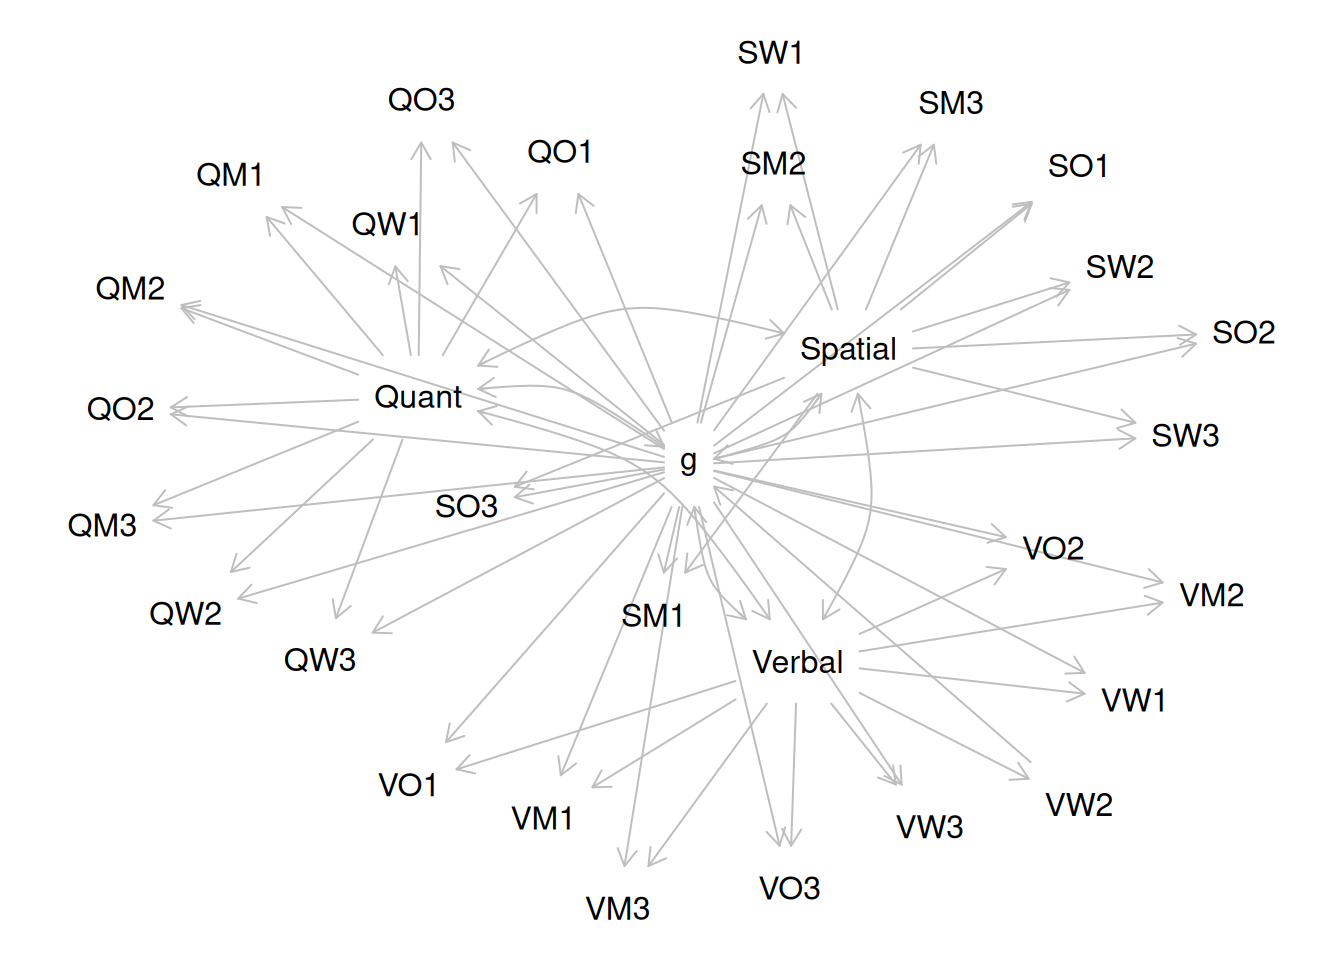 SW1
QO3
SM3
QO1
SM2
SO1
QM1
QW1
SW2
QM2
SO2
Spatial
Quant
QO2
SW3
g
SO3
QM3
VO2
VM2
QW2
SM1
QW3
Verbal
VW1
VO1
VW2
VM1
VW3
VO3
VM3